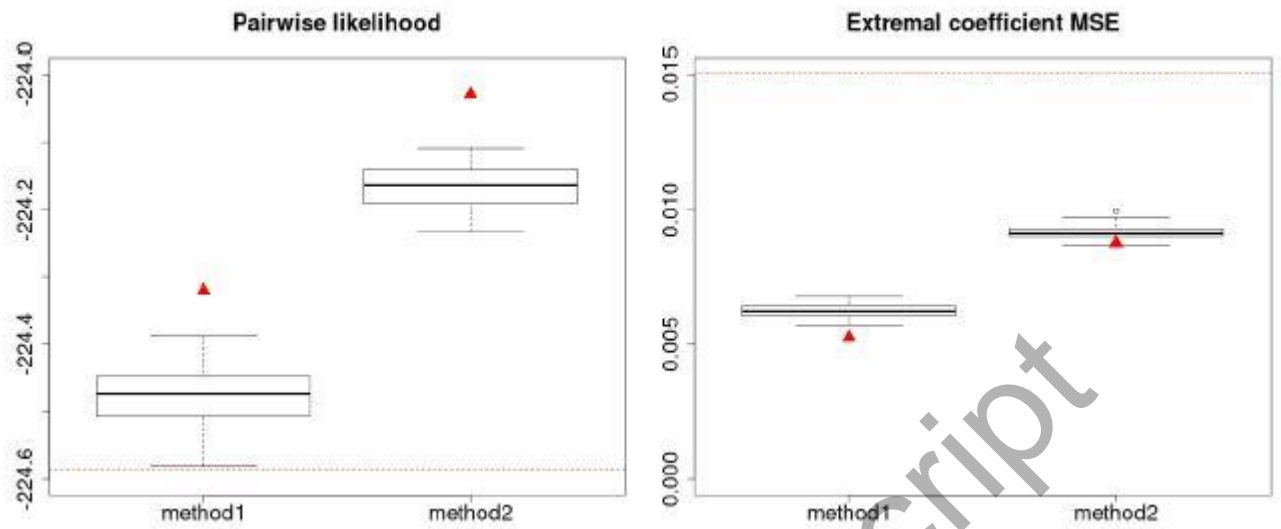 Pairwise likelihood
-224.0
-224.2
-224.4
-224.6
method1
method2
Extremal coefficient MSE
0.015
0.010
0.005
0.000
method1
method2
cript